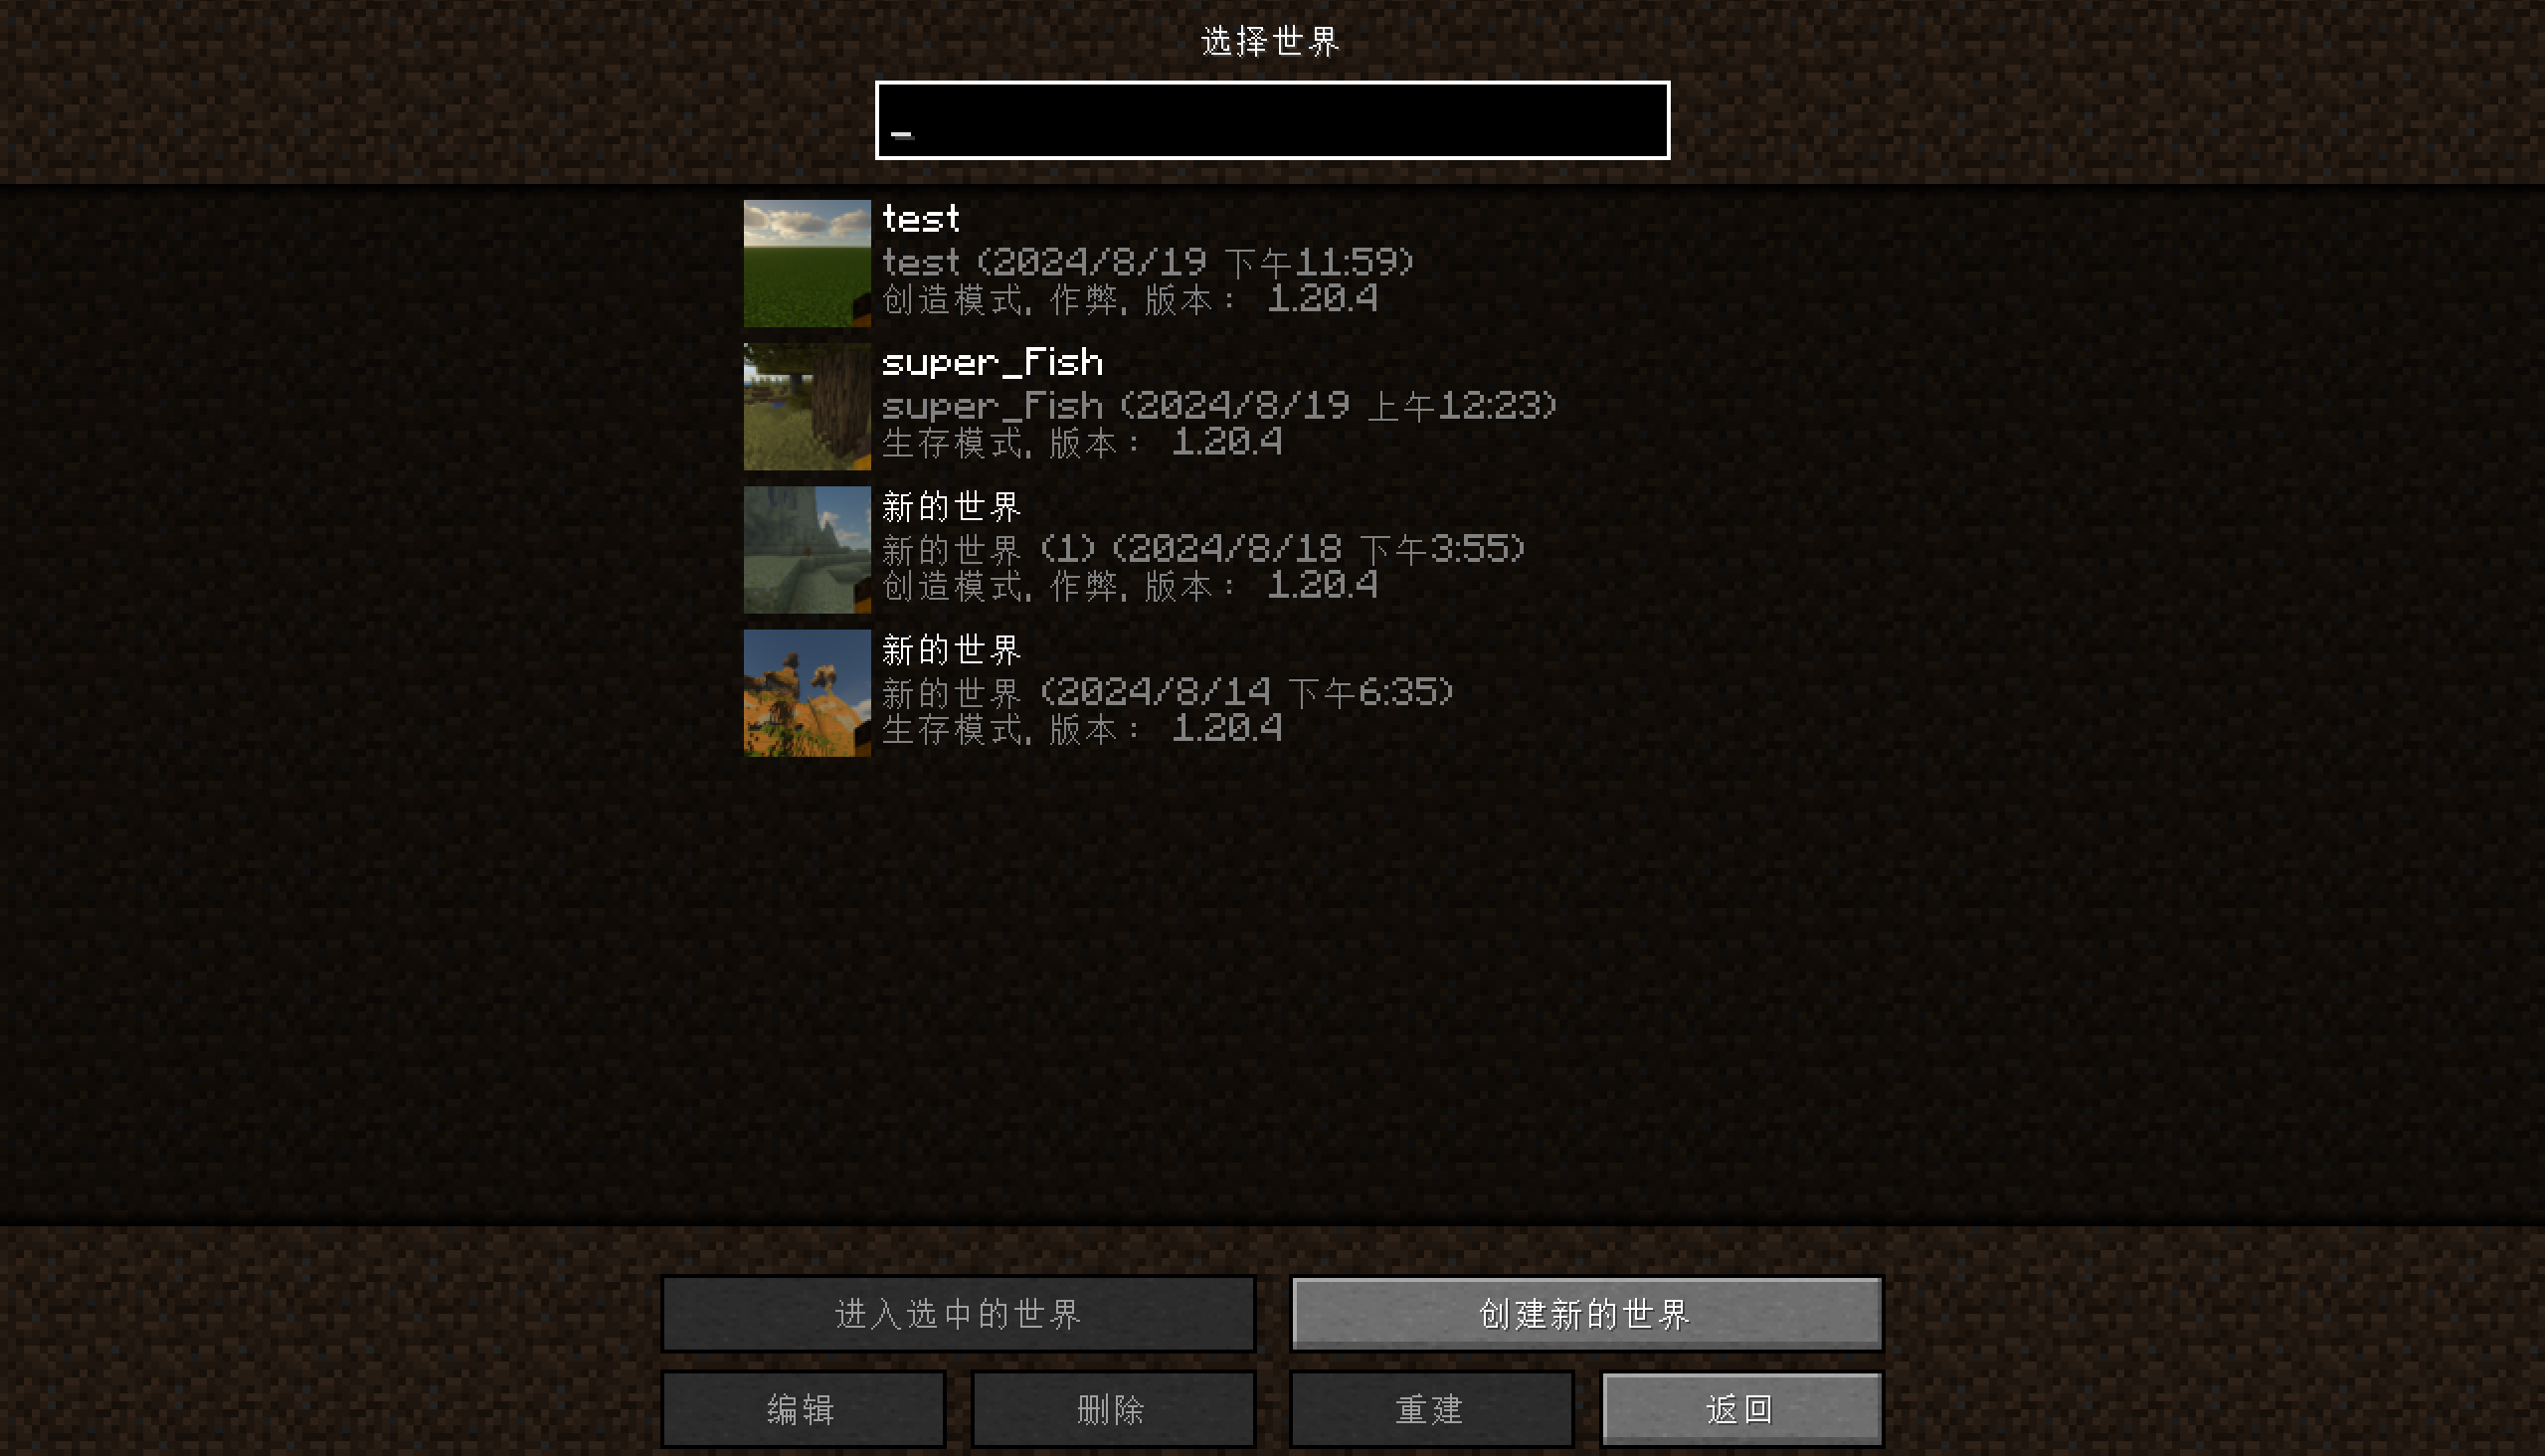 选择世界
_
test
test (2024/8/19 下午11:59)
创造模式, 作弊, 版本： 1.20.4
super_Fish
super_Fish (2024/8/19 上午12:23)
生存模式, 版本： 1.20.4
新的世界
新的世界 (1) (2024/8/18 下午3:55)
创造模式, 作弊, 版本： 1.20.4
新的世界
新的世界 (2024/8/14 下午6:35)
生存模式, 版本： 1.20.4
进入选中的世界 创建新的世界
编辑 删除 重建 返回